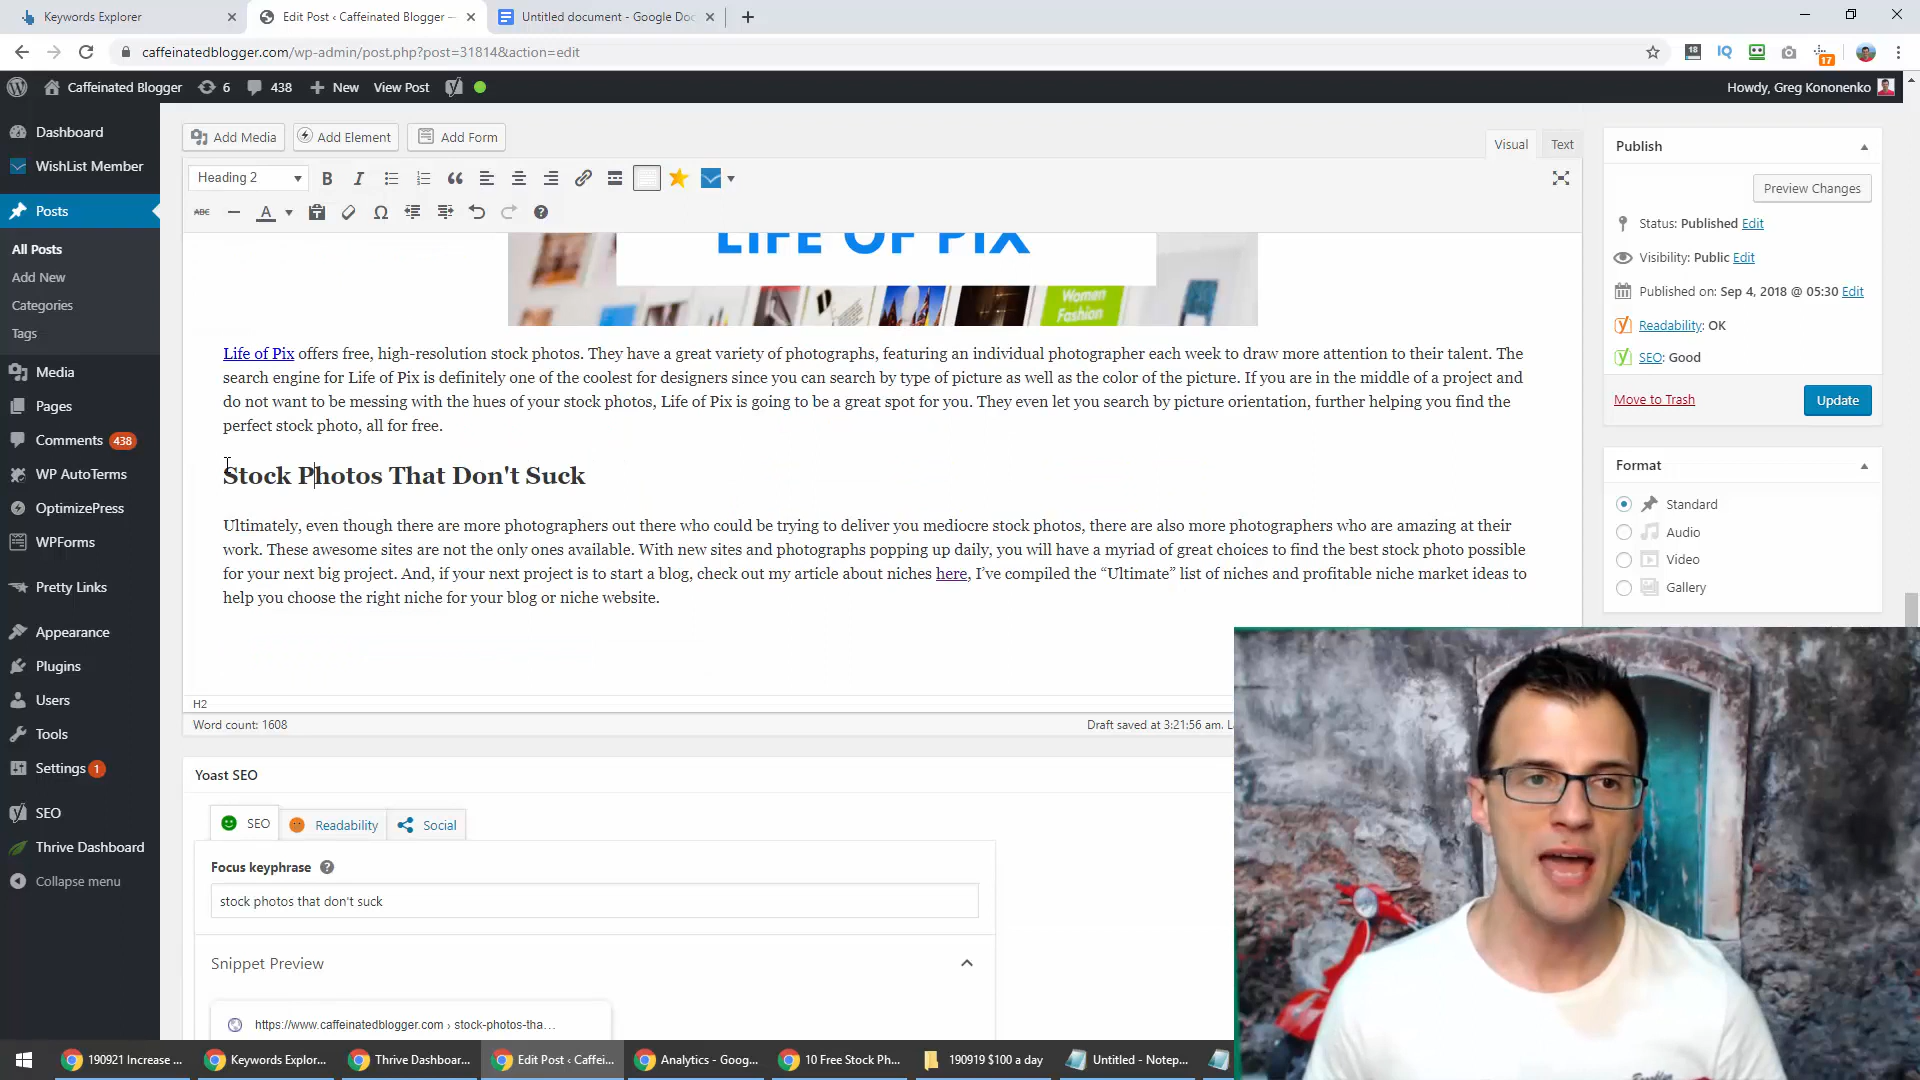 Keywords Explorer
Edit Post ‹ Caffeinated Blogger —
Untitled document - Google Doc
caffeinatedblogger.com/wp-admin/post.php?post=31814&action=edit
18
IQ
17
Caffeinated Blogger
6
438
New
View Post
Howdy, Greg Kononenko
Dashboard
WishList Member
Posts
All Posts
Add New
Categories
Tags
Media
Pages
Comments 438
WP AutoTerms
OptimizePress
WPForms
Pretty Links
Appearance
Plugins
Users
Tools
Settings 1
SEO
Thrive Dashboard
Collapse menu
Add Media
Add Element
Add Form
Visual
Text
Heading 2
B
I
ABC
A
LIFE OF PIX
Women
Fashion
Life of Pix offers free, high-resolution stock photos. They have a great variety of photographs, featuring an individual photographer each week to draw more attention to their talent. The
search engine for Life of Pix is definitely one of the coolest for designers since you can search by type of picture as well as the color of the picture. If you are in the middle of a project and
do not want to be messing with the hues of your stock photos, Life of Pix is going to be a great spot for you. They even let you search by picture orientation, further helping you find the
perfect stock photo, all for free.
Stock Photos That Don't Suck
Ultimately, even though there are more photographers out there who could be trying to deliver you mediocre stock photos, there are also more photographers who are amazing at their
work. These awesome sites are not the only ones available. With new sites and photographs popping up daily, you will have a myriad of great choices to find the best stock photo possible
for your next big project. And, if your next project is to start a blog, check out my article about niches here, I’ve compiled the “Ultimate” list of niches and profitable niche market ideas to
help you choose the right niche for your blog or niche website.
H2
Word count: 1608
Draft saved at 3:21:56 am.
Yoast SEO
SEO
Readability
Social
Focus keyphrase
stock photos that don't suck
Snippet Preview
https://www.caffeinatedblogger.com › stock-photos-tha…
Publish
Preview Changes
Status: Published Edit
Visibility: Public Edit
Published on: Sep 4, 2018 @ 05:30 Edit
Readability: OK
SEO: Good
Move to Trash
Update
Format
Standard
Audio
Video
Gallery
190921 Increase ...
Keywords Explor...
Thrive Dashboar...
Edit Post ‹ Caffei...
Analytics - Goog...
10 Free Stock Ph...
190919 $100 a day
Untitled - Notep...